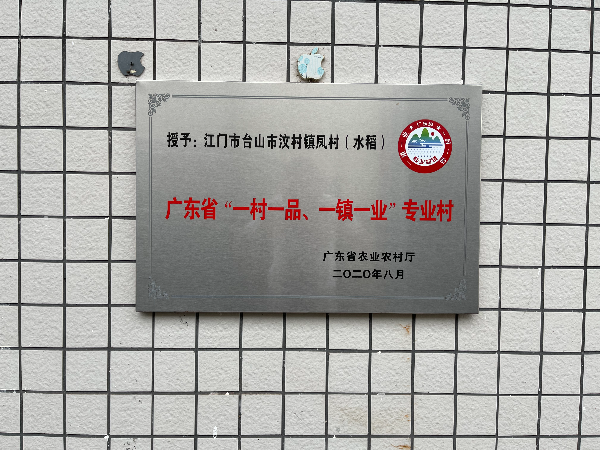 授予：江门市台山市汶村镇凤村（水稻）
广东省“一村一品、一镇一业”专业村
广东省农业农村厅
二〇二〇年八月